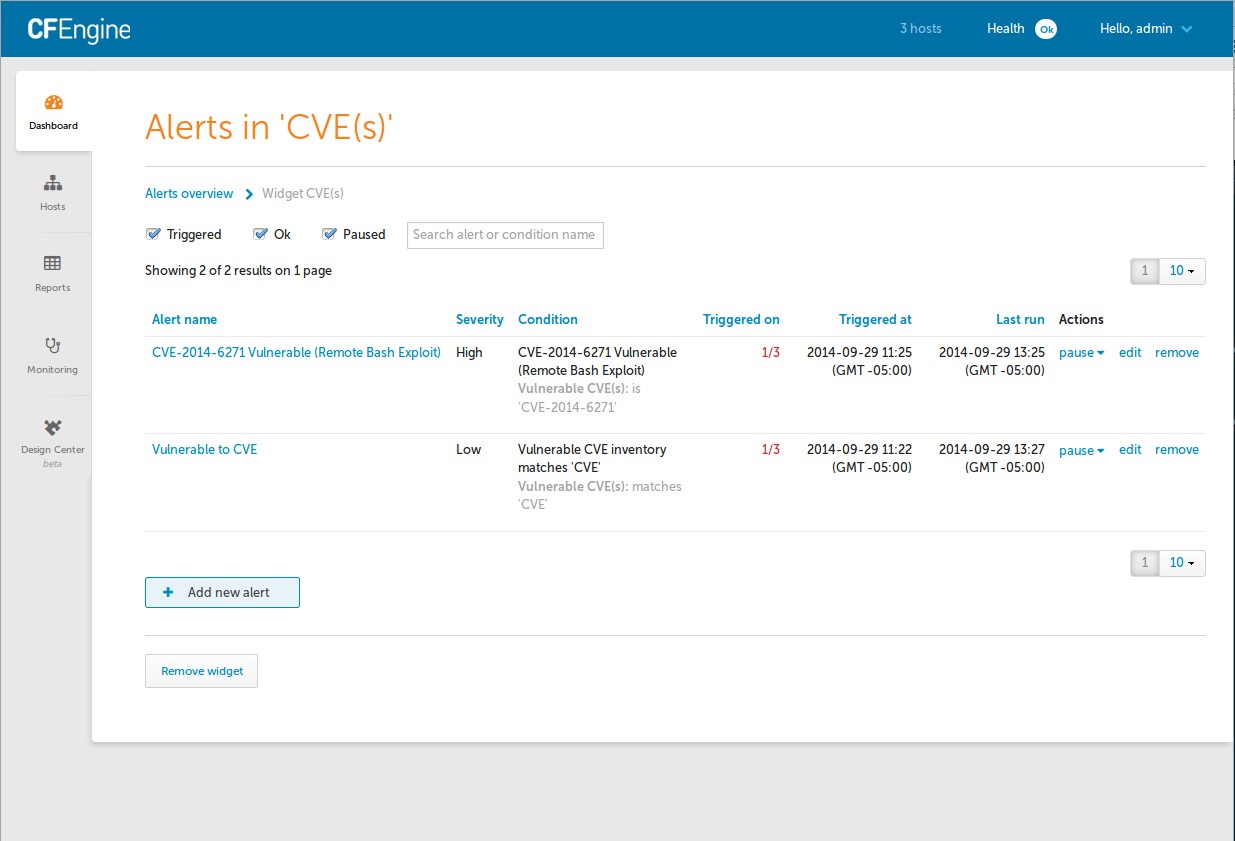 CFEngine
3 hosts
Health Ok
Hello, admin
Dashboard
Hosts
Reports
Monitoring
Design Center
beta
Alerts in 'CVE(s)'
Alerts overview Widget CVE(s)
Triggered Ok Paused Search alert or condition name
Showing 2 of 2 results on 1 page
1 10
Alert name Severity Condition Triggered on Triggered at Last run Actions
CVE-2014-6271 Vulnerable (Remote Bash Exploit) High CVE-2014-6271 Vulnerable 1/3 2014-09-29 11:25 2014-09-29 13:25 pause edit remove
(Remote Bash Exploit) (GMT -05:00) (GMT -05:00)
Vulnerable CVE(s): is
'CVE-2014-6271'
Vulnerable to CVE Low Vulnerable CVE inventory 1/3 2014-09-29 11:22 2014-09-29 13:27 pause edit remove
matches 'CVE' (GMT -05:00) (GMT -05:00)
Vulnerable CVE(s): matches
'CVE'
1 10
+ Add new alert
Remove widget